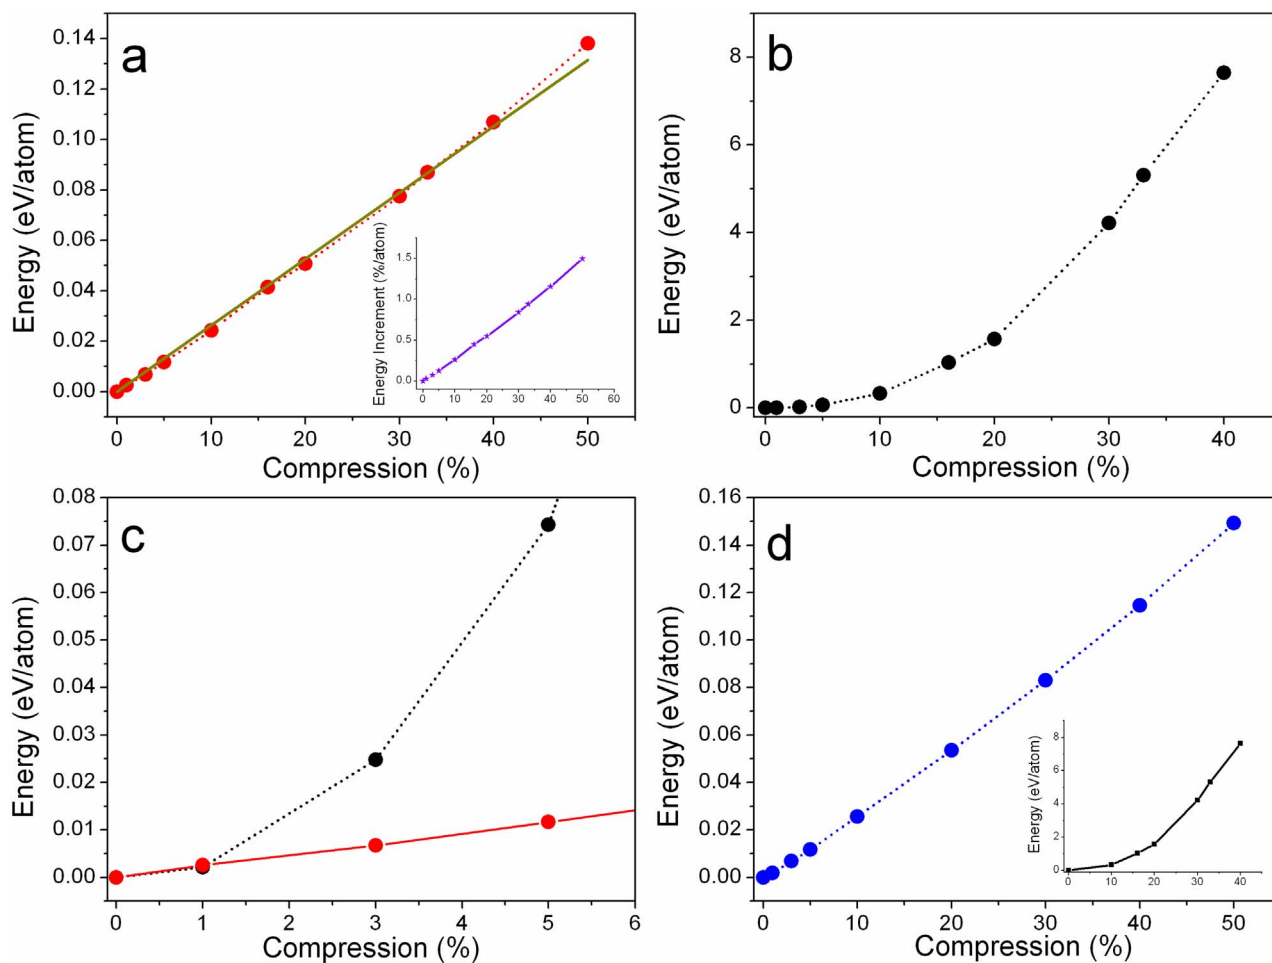 a
Energy (eV/atom)
0.14
0.12
0.10
0.08
0.06
0.04
0.02
0.00
0 10 20 30 40 50
Compression (%)
Energy Increment (%/atom)
1.5
1.0
0.5
0.0
0 10 20 30 40 50 60
b
Energy (eV/atom)
8
6
4
2
0
0 10 20 30 40
Compression (%)
c
Energy (eV/atom)
0.08
0.07
0.06
0.05
0.04
0.03
0.02
0.01
0.00
0 1 2 3 4 5 6
Compression (%)
d
Energy (eV/atom)
0.16
0.14
0.12
0.10
0.08
0.06
0.04
0.02
0.00
0 10 20 30 40 50
Compression (%)
Energy (eV/atom)
8
6
4
2
0
0 10 20 30 40